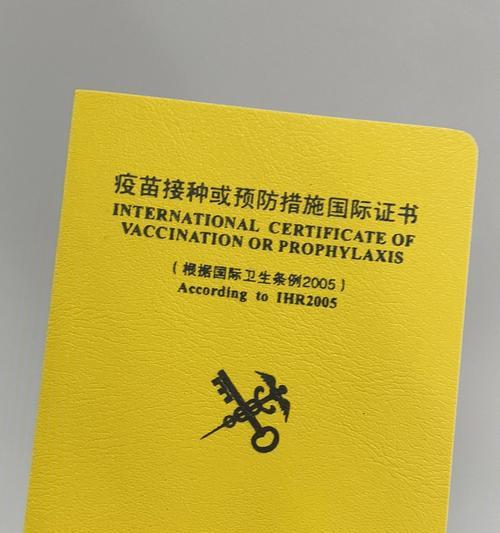 疫苗接种或预防措施国际证书
INTERNATIONAL CERTIFICATE OF
VACCINATION OR PROPHYLAXIS
（根据国际卫生条例2005）
According to IHR2005